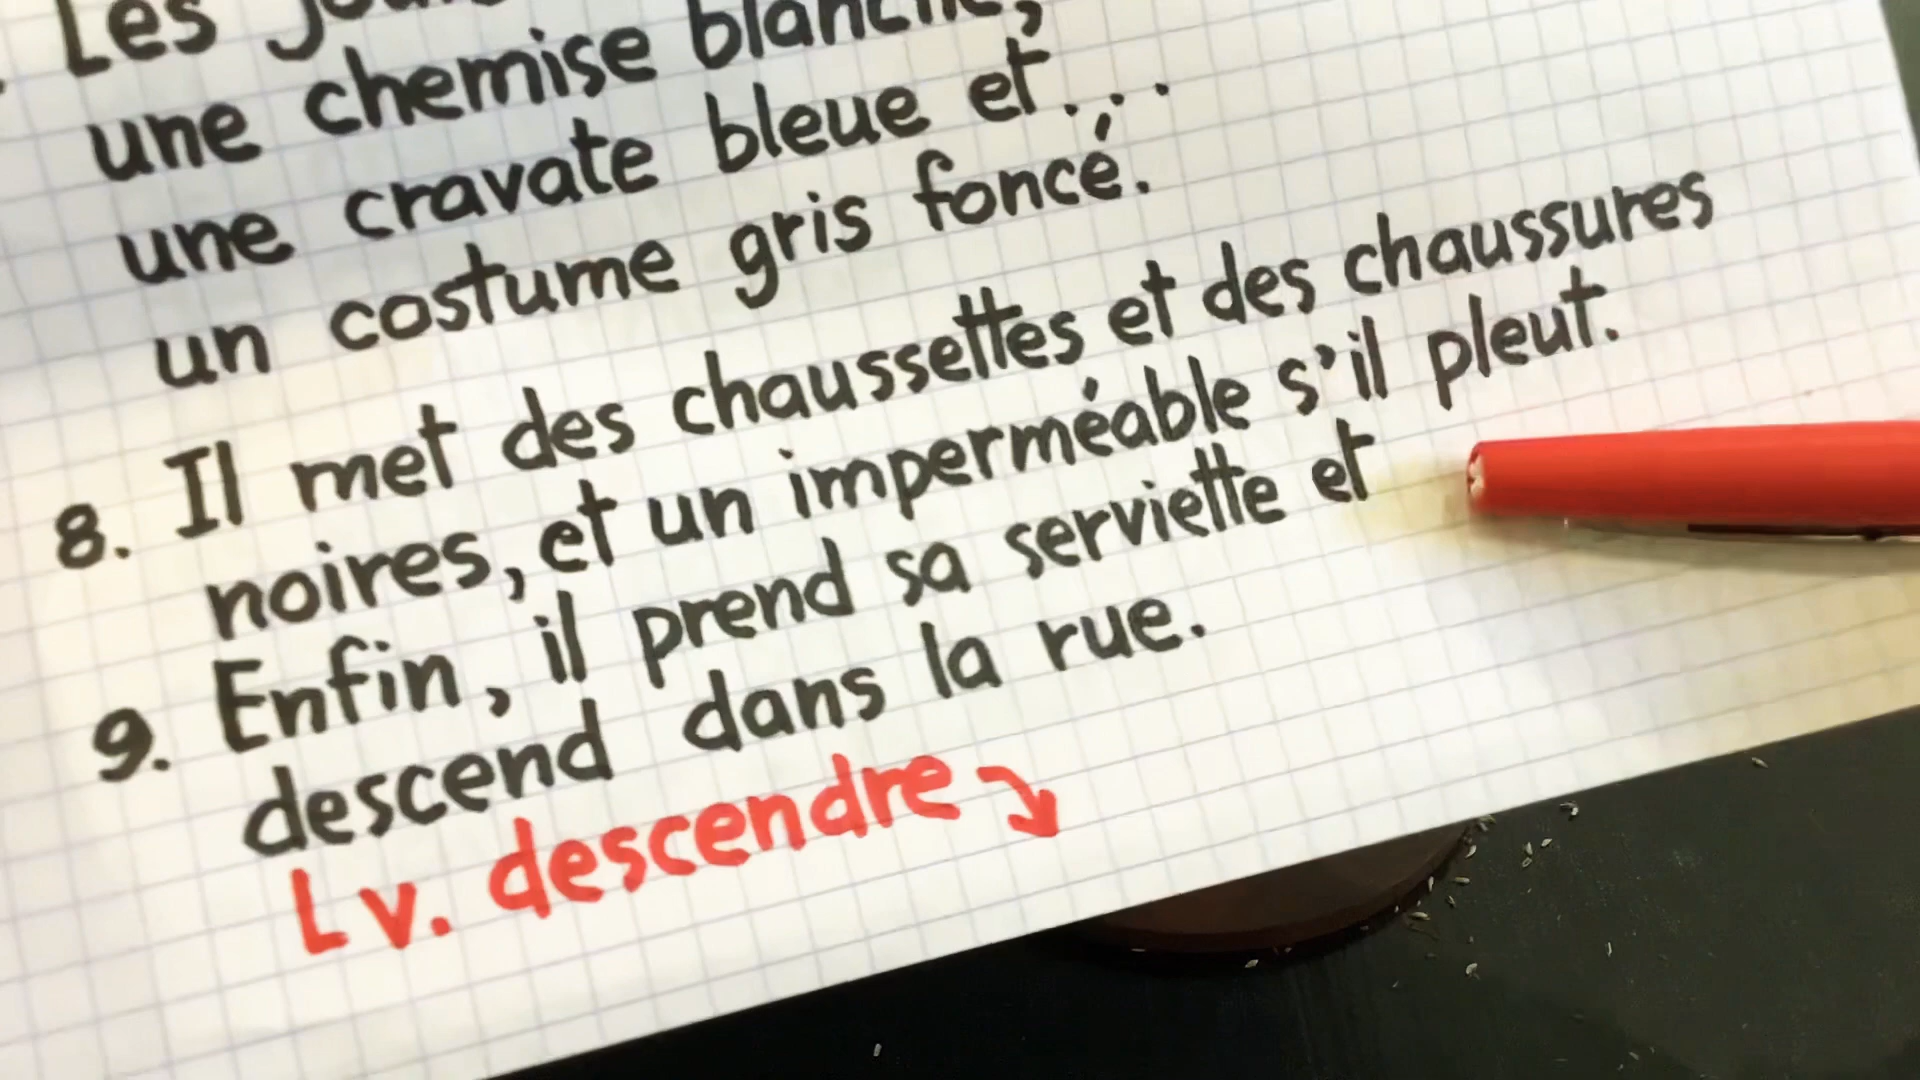 Les
une chemise blanche,
une cravate bleue et...
un costume gris foncé.
8. Il met des chaussettes et des chaussures
noires, et un imperméable s'il pleut.
9. Enfin, il prend sa serviette et
descend dans la rue.
v. descendre